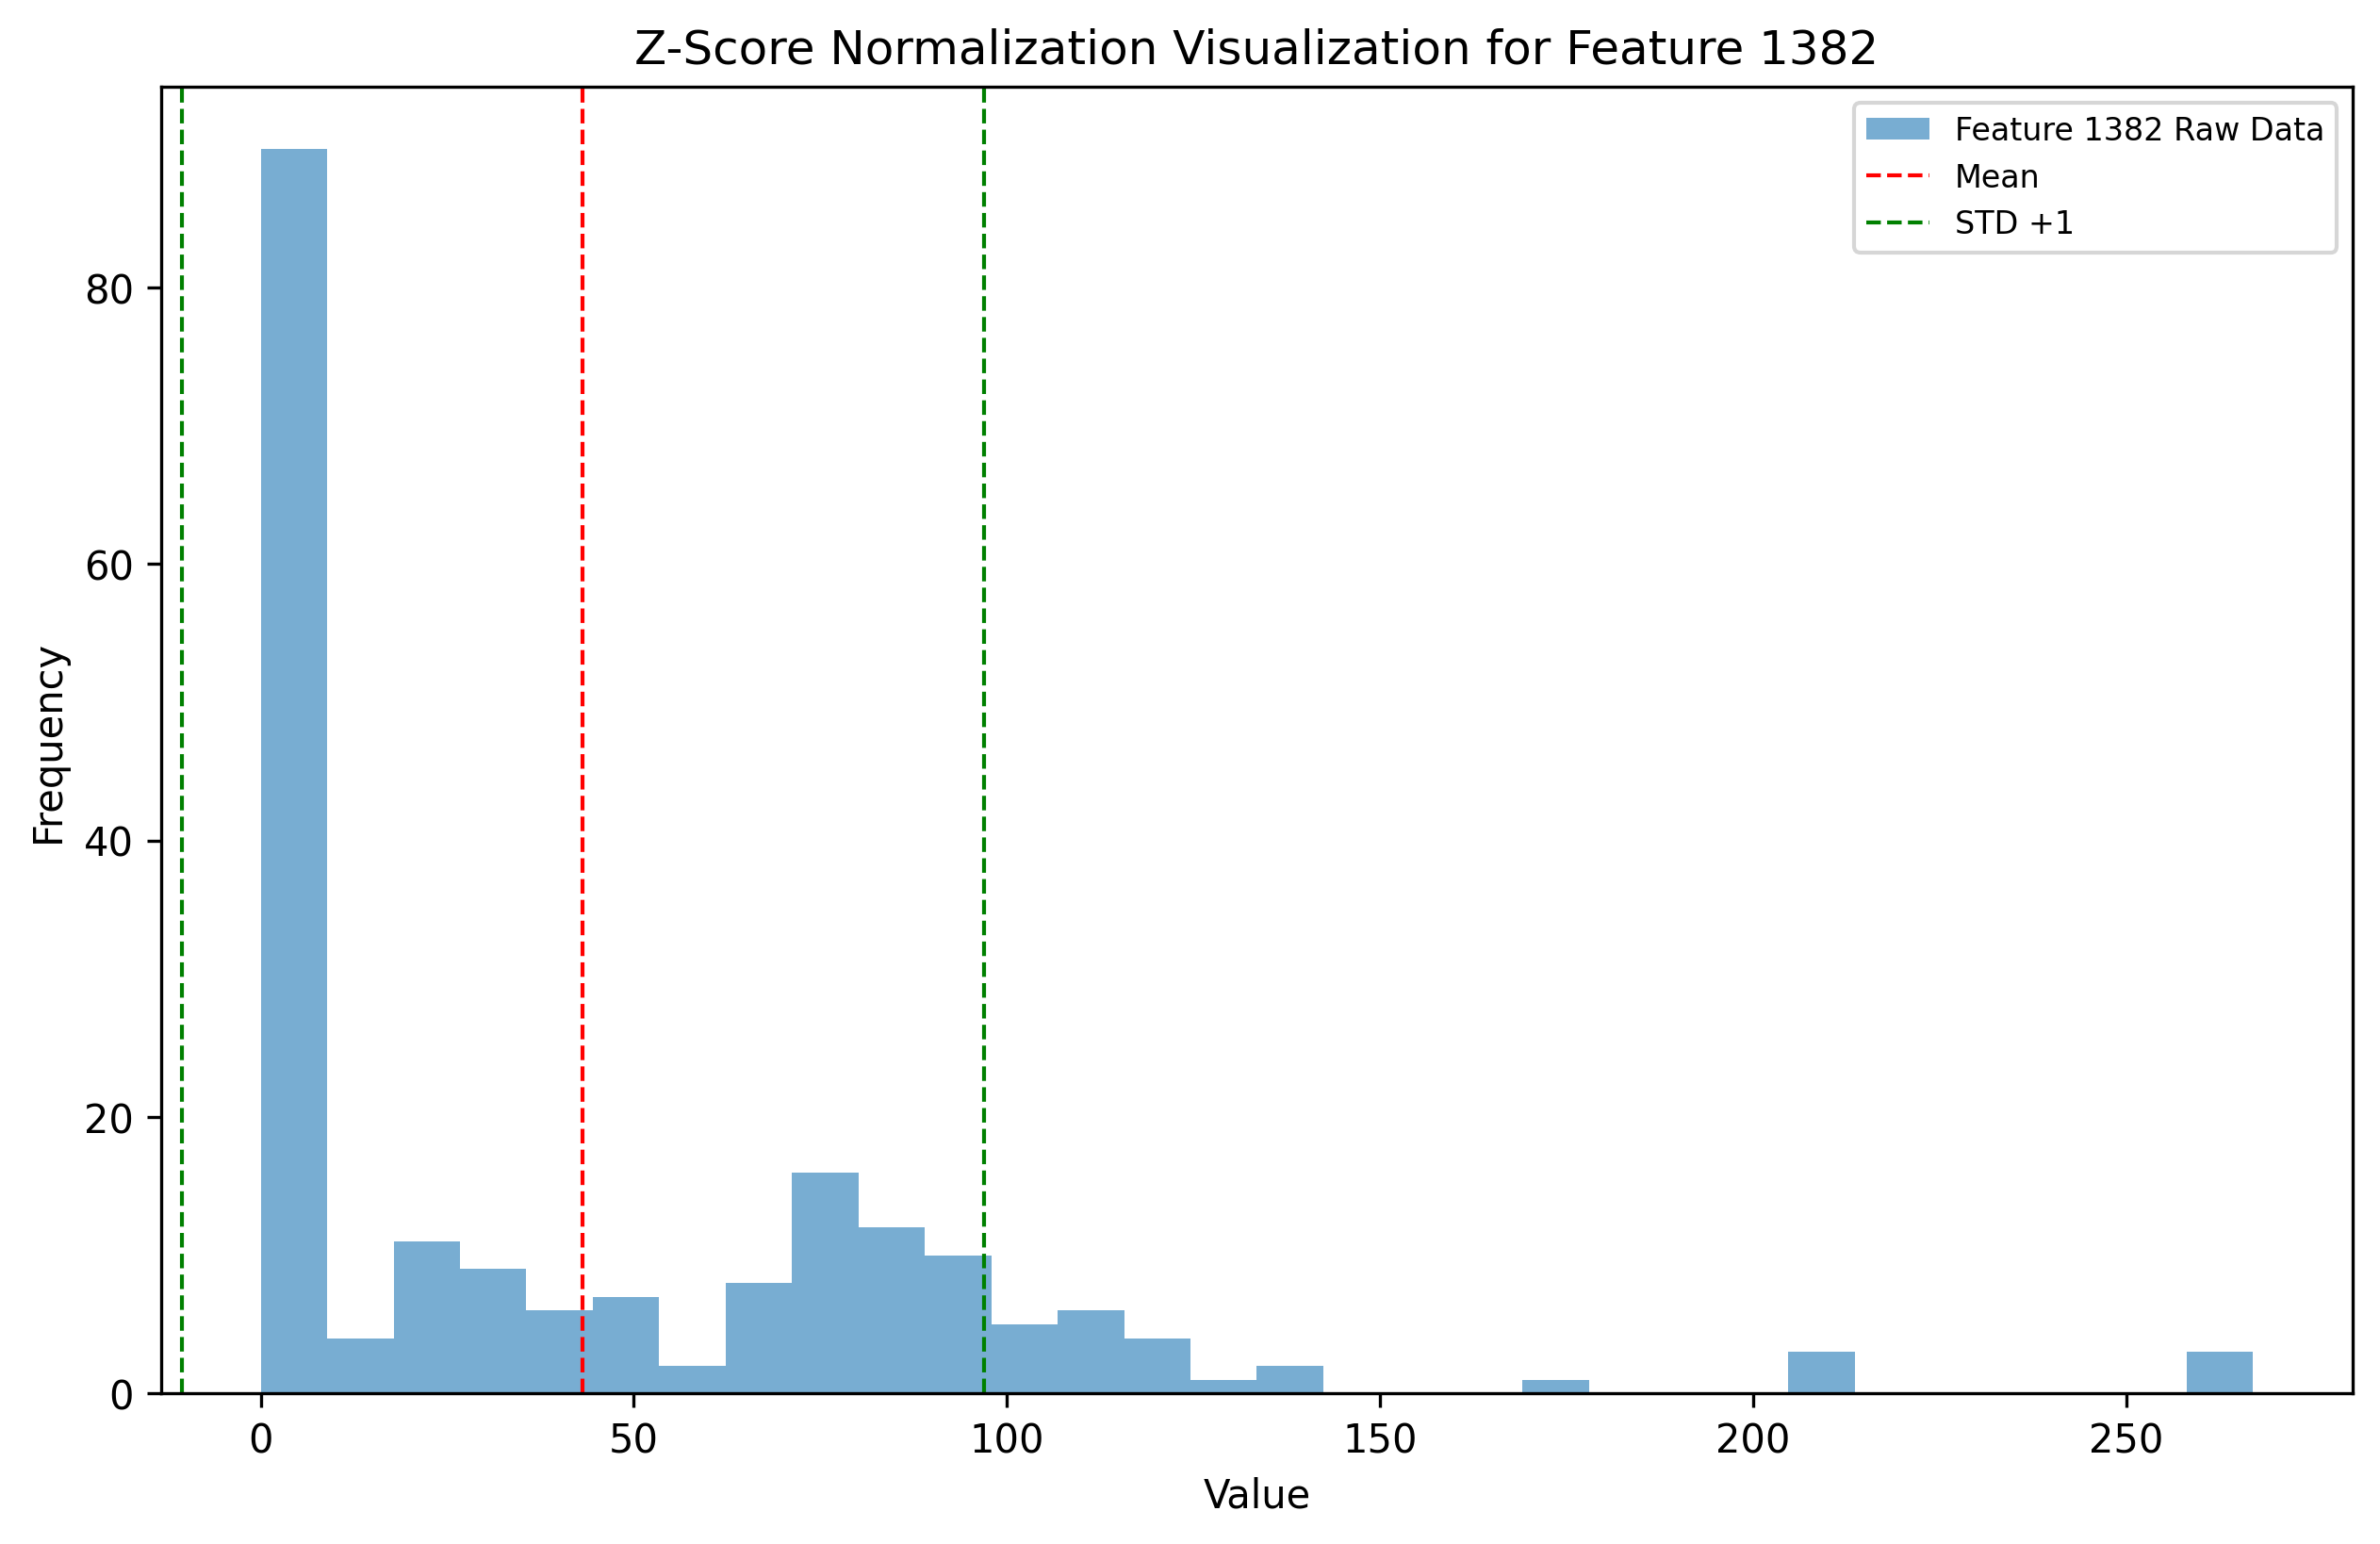 Z-Score Normalization Visualization for Feature 1382
Feature 1382 Raw Data
Mean
STD +1
Frequency
80
60
40
20
0
0 50 100 150 200 250
Value